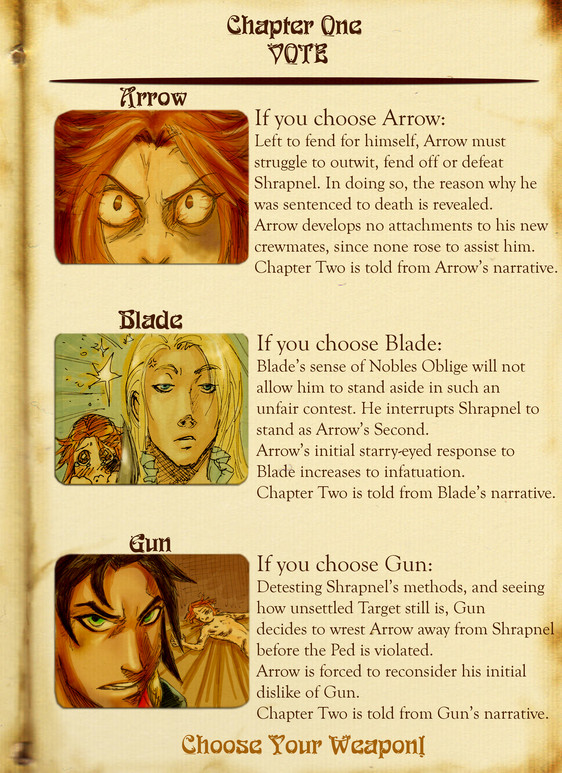 Chapter One
VOTE
Arrow
If you choose Arrow:
Left to fend for himself, Arrow must
struggle to outwit, fend off or defeat
Shrapnel. In doing so, the reason why he
was sentenced to death is revealed.
Arrow develops no attachments to his new
crewmates, since none rose to assist him.
Chapter Two is told from Arrow's narrative.
Blade
If you choose Blade:
Blade's sense of Nobles Oblige will not
allow him to stand aside in such an
unfair contest. He interrupts Shrapnel to
stand as Arrow's Second.
Arrow's initial starry-eyed response to
Blade increases to infatuation.
Chapter Two is told from Blade's narrative.
Gun
If you choose Gun:
Detesting Shrapnel's methods, and seeing
how unsettled Target still is, Gun
decides to wrest Arrow away from Shrapnel
before the Ped is violated.
Arrow is forced to reconsider his initial
dislike of Gun.
Chapter Two is told from Gun's narrative.
Choose Your Weapon!